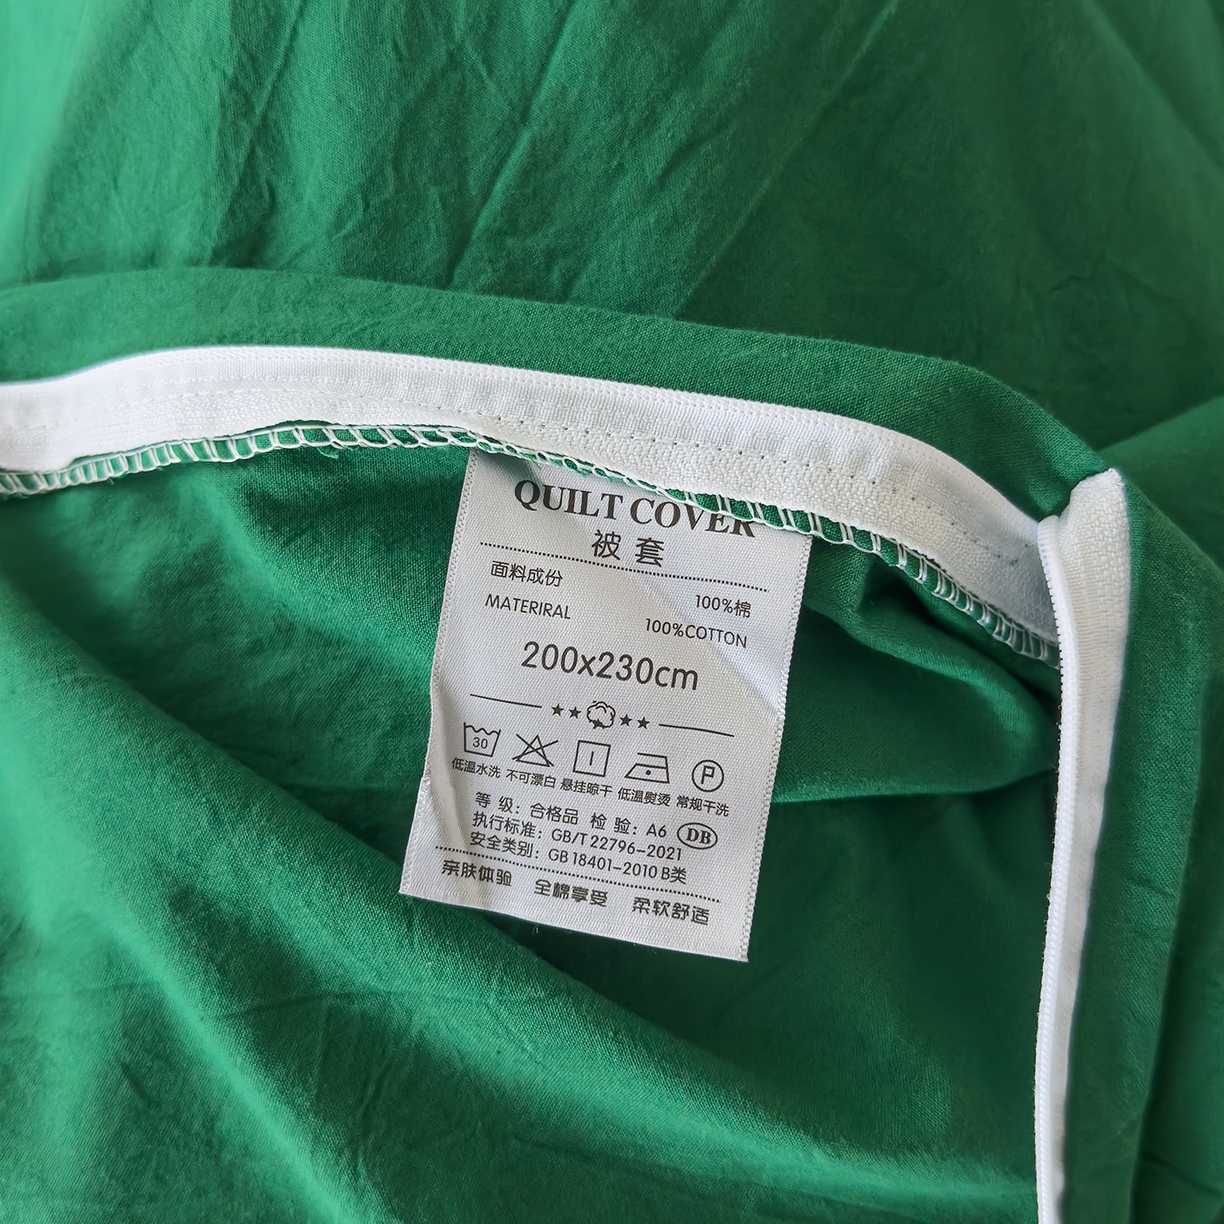 QUILT COVER
被套
面料成份 100%棉
MATERIRAL 100%COTTON
200x230cm
30 P
低温水洗 不可漂白 悬挂晾干 低温熨烫 常规干洗
等 级：合格品 检 验：A6 DB
执行标准：GB/T 22796-2021
安全类别：GB 18401-2010 B类
亲肤体验 全棉享受 柔软舒适